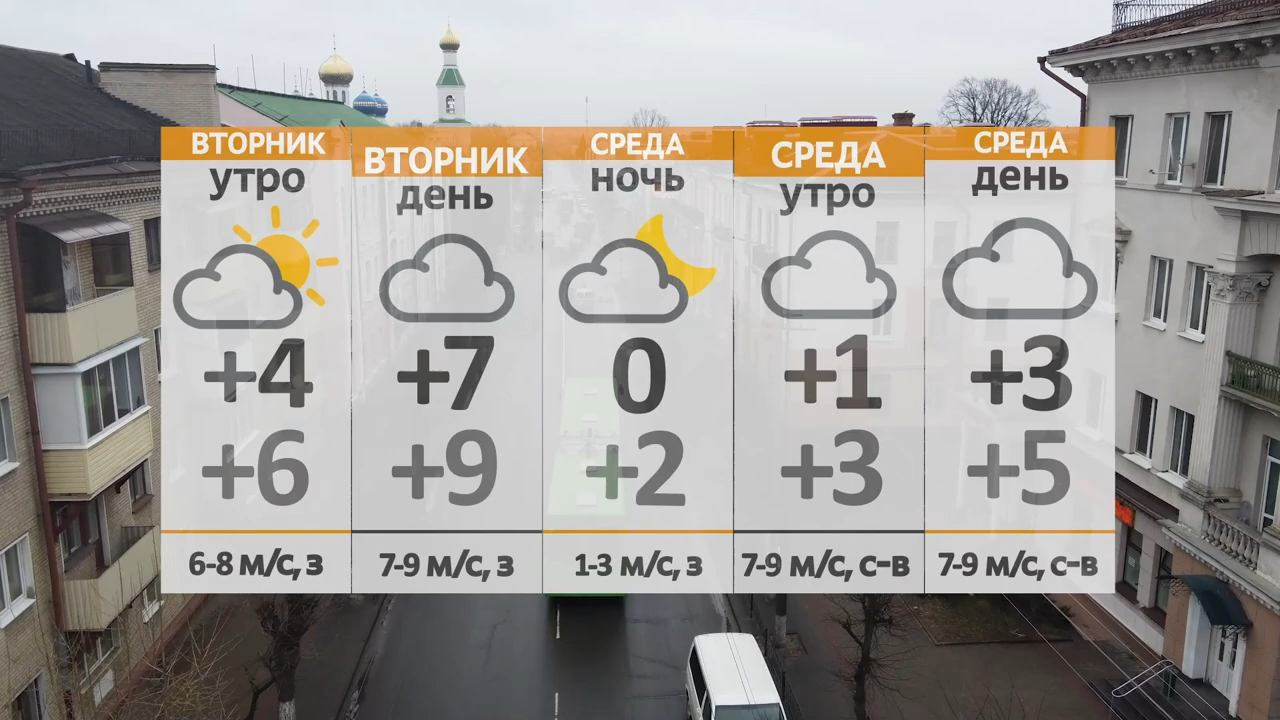 ВТОРНИК
утро
+4
+6
6-8 м/с, з
ВТОРНИК
день
+7
+9
7-9 м/с, з
СРЕДА
ночь
0
+2
1-3 м/с, з
СРЕДА
утро
+1
+3
7-9 м/с, с-в
СРЕДА
день
+3
+5
7-9 м/с, с-в